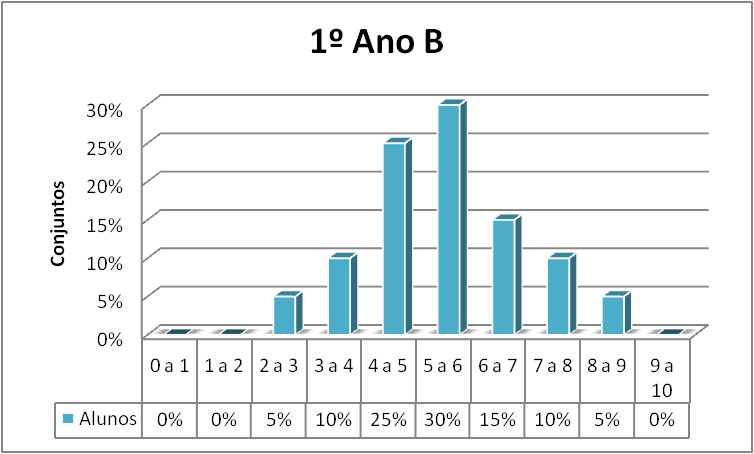 1º Ano B
Conjuntos
30%
25%
20%
15%
10%
5%
0%
0 a 1 1 a 2 2 a 3 3 a 4 4 a 5 5 a 6 6 a 7 7 a 8 8 a 9 9 a
10
Alunos 0% 0% 5% 10% 25% 30% 15% 10% 5% 0%